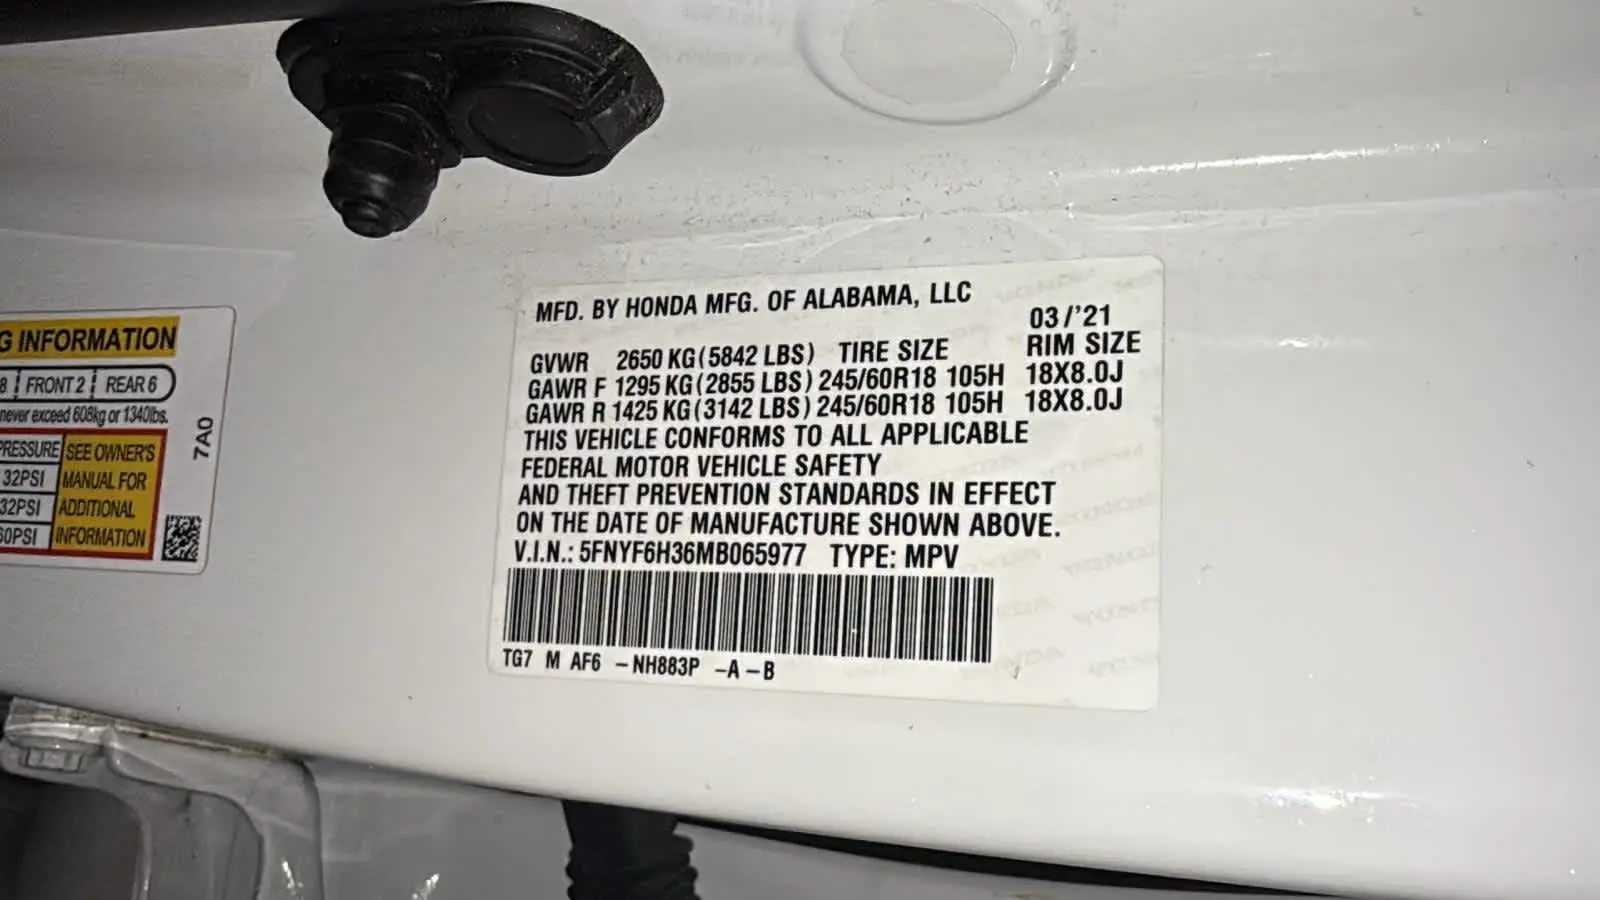 G INFORMATION
8 FRONT 2 REAR 6
never exceed 608kg or 1340lbs.
PRESSURE SEE OWNER'S
32PSI MANUAL FOR
32PSI ADDITIONAL
60PSI INFORMATION
7A0
MFD. BY HONDA MFG. OF ALABAMA, LLC
03/'21
GVWR 2650 KG (5842 LBS) TIRE SIZE RIM SIZE
GAWR F 1295 KG (2855 LBS) 245/60R18 105H 18X8.0J
GAWR R 1425 KG (3142 LBS) 245/60R18 105H 18X8.0J
THIS VEHICLE CONFORMS TO ALL APPLICABLE
FEDERAL MOTOR VEHICLE SAFETY
AND THEFT PREVENTION STANDARDS IN EFFECT
ON THE DATE OF MANUFACTURE SHOWN ABOVE.
V.I.N.: 5FNYF6H36MB065977 TYPE: MPV
TG7 M AF6 -NH883P -A -B